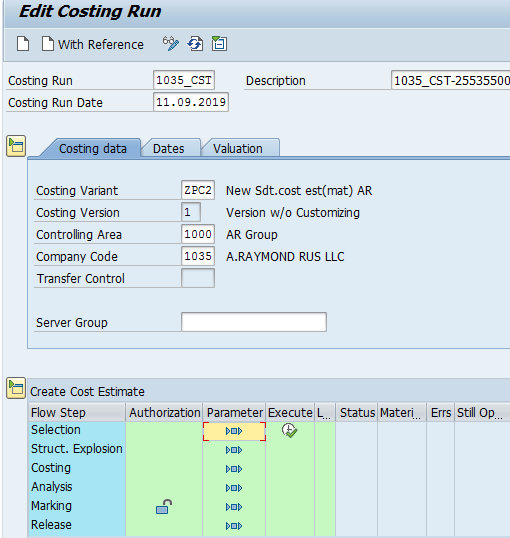 Edit Costing Run
With Reference
Costing Run 1035_CST Description 1035_CST-25535500
Costing Run Date 11.09.2019
Costing data Dates Valuation
Costing Variant ZPC2 New Sdt.cost est(mat) AR
Costing Version 1 Version w/o Customizing
Controlling Area 1000 AR Group
Company Code 1035 A.RAYMOND RUS LLC
Transfer Control
Server Group
Create Cost Estimate
Flow Step Authorization Parameter Execute L... Status Materi... Errs Still Op...
Selection
Struct. Explosion
Costing
Analysis
Marking
Release